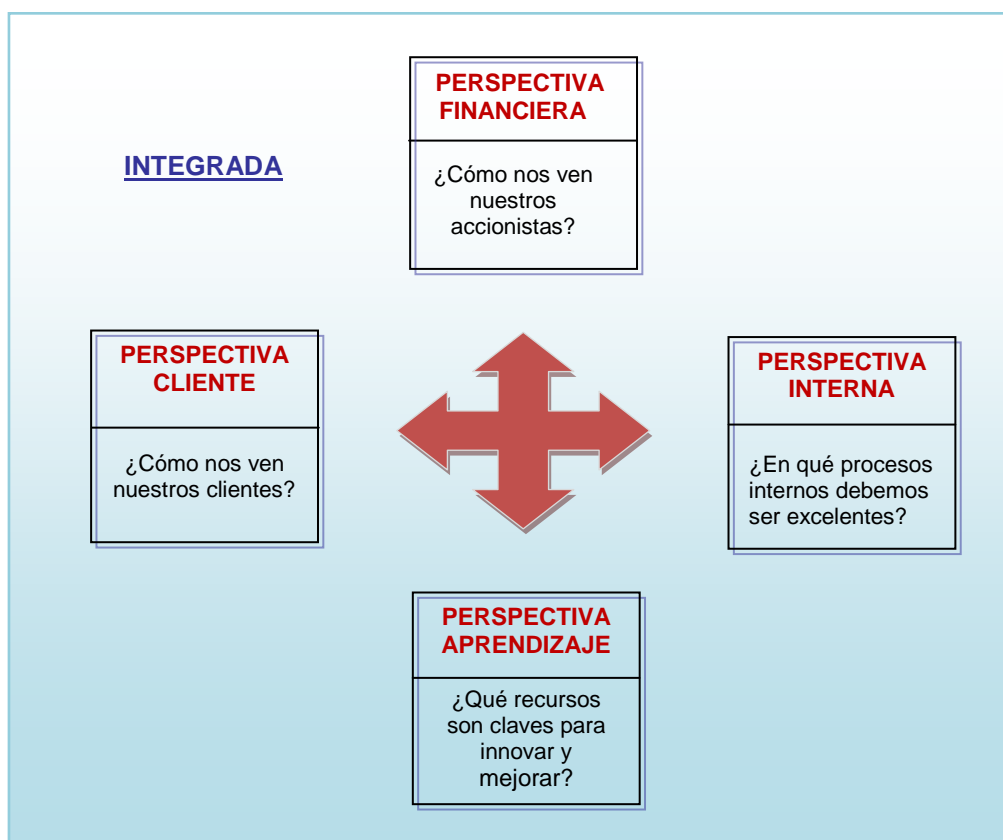 PERSPECTIVA
FINANCIERA
INTEGRADA
¿Cómo nos ven
nuestros
accionistas?
PERSPECTIVA
CLIENTE
¿Cómo nos ven
nuestros clientes?
PERSPECTIVA
INTERNA
¿En qué procesos
internos debemos
ser excelentes?
PERSPECTIVA
APRENDIZAJE
¿Qué recursos
son claves para
innovar y
mejorar?